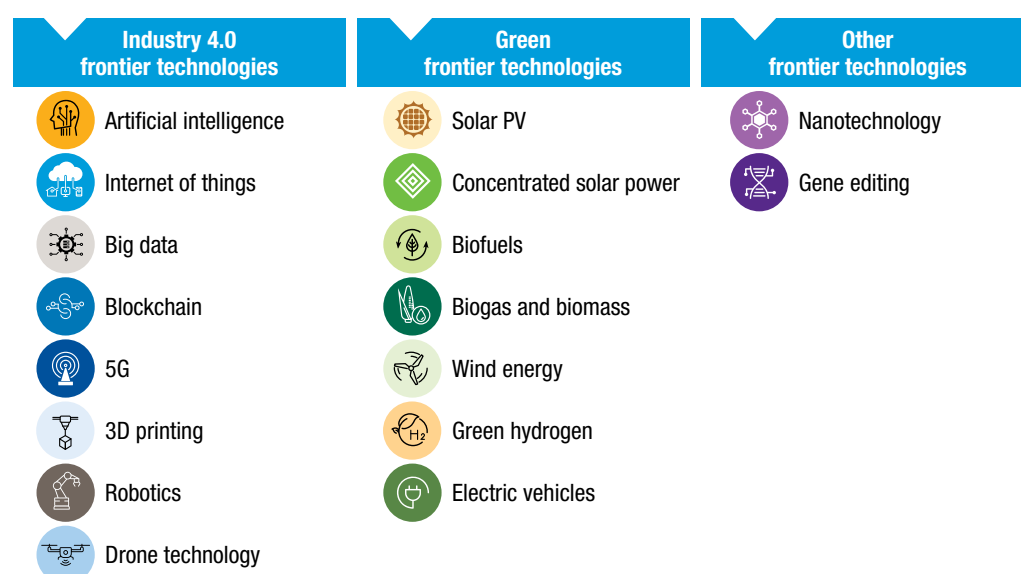 Industry 4.0
frontier technologies
Artificial intelligence
Internet of things
Big data
Blockchain
5G
3D printing
Robotics
Drone technology
Green
frontier technologies
Solar PV
Concentrated solar power
Biofuels
Biogas and biomass
Wind energy
H2
Green hydrogen
Electric vehicles
Other
frontier technologies
Nanotechnology
Gene editing